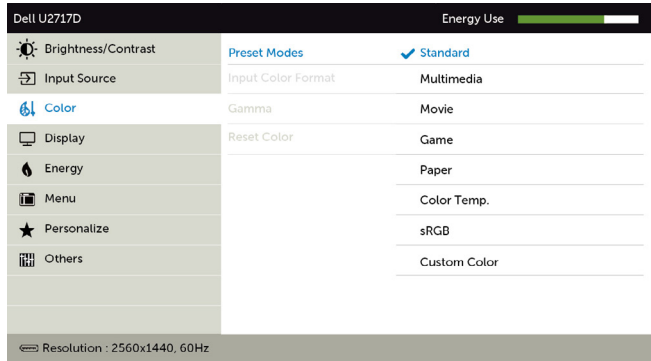 Dell U2717D
Energy Use
Brightness/Contrast
Input Source
Color
Display
Energy
Menu
Personalize
Others
Preset Modes
Input Color Format
Gamma
Reset Color
Standard
Multimedia
Movie
Game
Paper
Color Temp.
sRGB
Custom Color
Resolution : 2560x1440, 60Hz